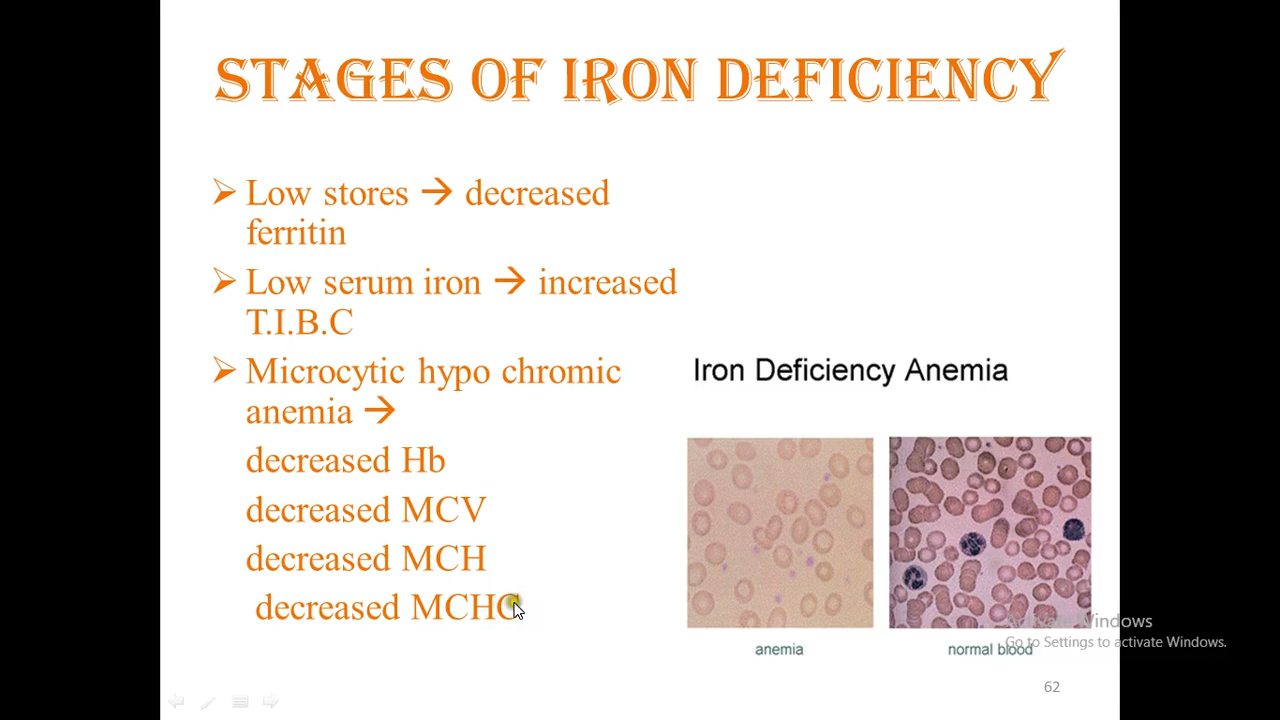 STAGES OF IRON DEFICIENCY
➢ Low stores → decreased
ferritin
➢ Low serum iron → increased
T.I.B.C
➢ Microcytic hypo chromic
anemia →
decreased Hb
decreased MCV
decreased MCH
decreased MCHC
Iron Deficiency Anemia
anemia
normal blood
Activate Windows
Go to Settings to activate Windows.
62